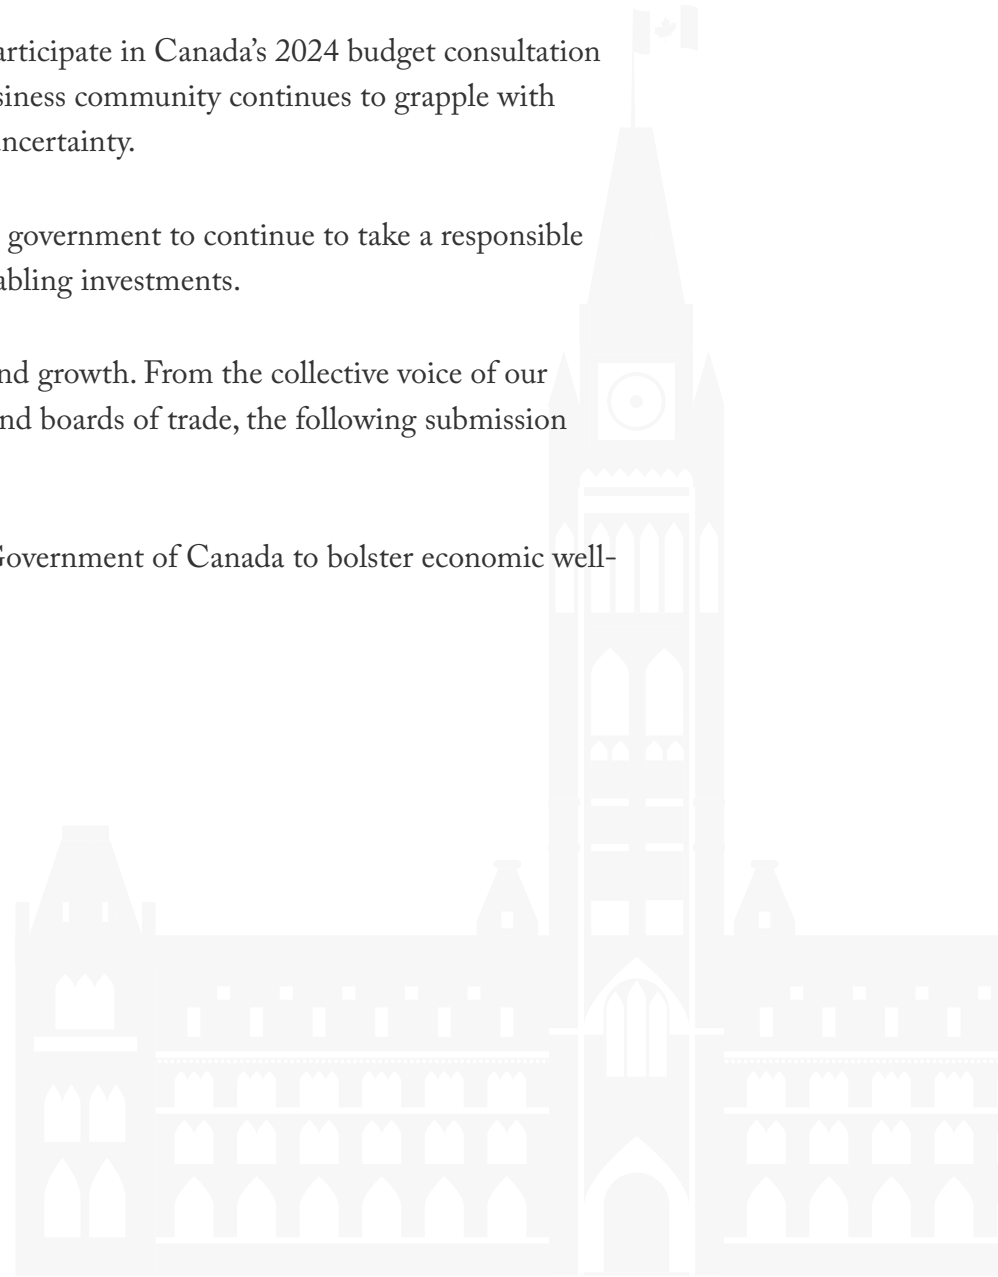 articipate in Canada’s 2024 budget consultation
siness community continues to grapple with
ncertainty.
government to continue to take a responsible
abling investments.
nd growth. From the collective voice of our
nd boards of trade, the following submission
Government of Canada to bolster economic well-